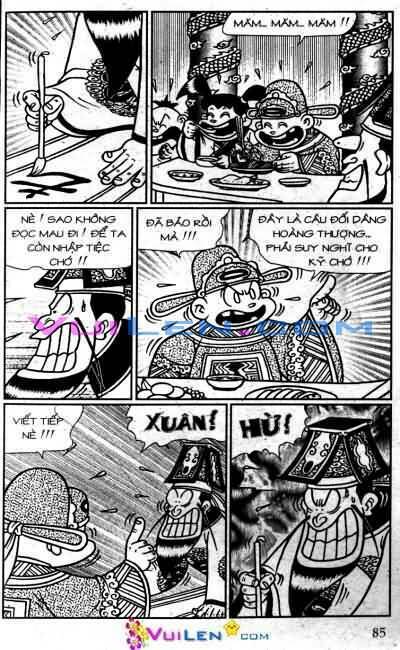 MĂM... MĂM... MĂM !!
NÈ ! SAO KHÔNG
ĐỌC MAU ĐI ! ĐỂ TA
CÒN NHẬP TIỆC
CHỚ !!
ĐÃ BẢO RỒI
MÀ !!!
ĐÂY LÀ CÂU ĐỐI DÂNG
HOÀNG THƯỢNG...
PHẢI SUY NGHĨ CHO
KỸ CHỚ !
VuiLen.com
VIẾT TIẾP
NÈ !!!
XUÂN!
HỪ!
85
VuiLen.com